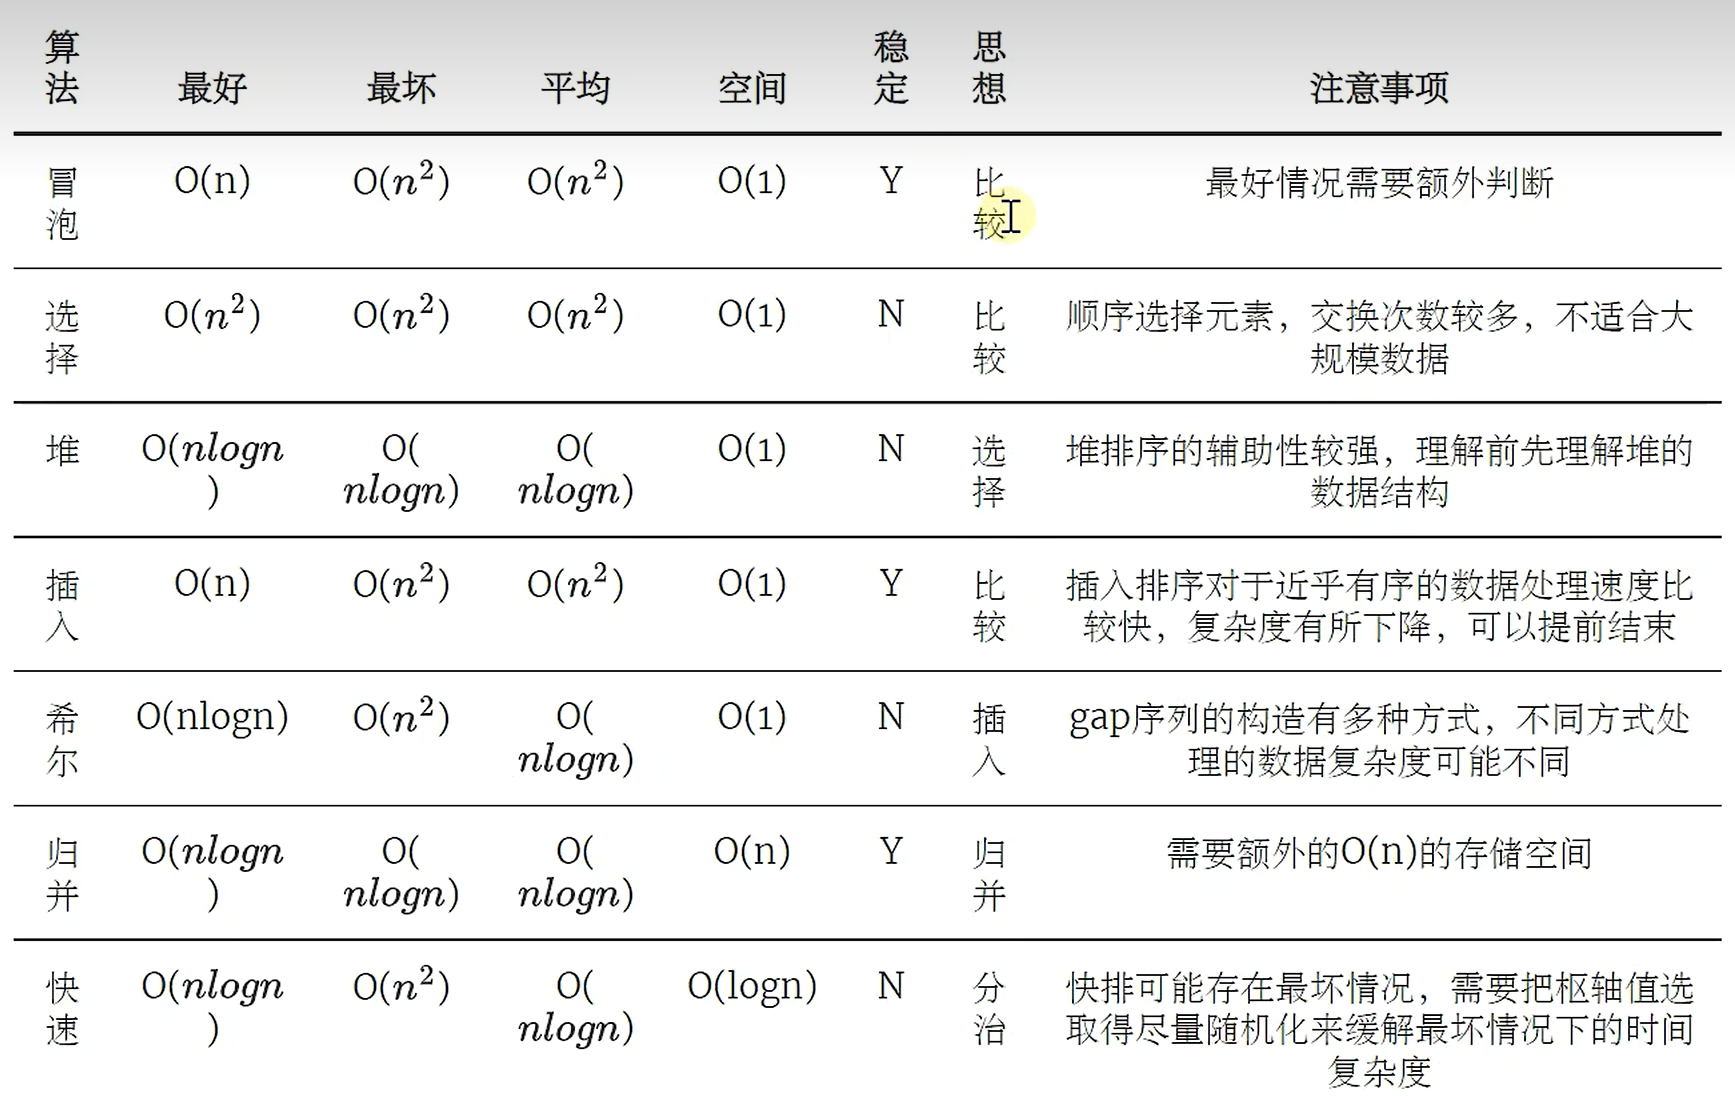 算法 最好 最坏 平均 空间 稳定 思想 注意事项
冒泡 O(n) O(n²) O(n²) O(1) Y 比较 最好情况需要额外判断
选择 O(n²) O(n²) O(n²) O(1) N 比较 顺序选择元素，交换次数较多，不适合大
规模数据
堆 O(nlogn) O(nlogn) O(nlogn) O(1) N 选择 堆排序的辅助性较强，理解前先理解堆的
数据结构
插入 O(n) O(n²) O(n²) O(1) Y 比较 插入排序对于近乎有序的数据处理速度比
较快，复杂度有所下降，可以提前结束
希尔 O(nlogn) O(n²) O(nlogn) O(1) N 插入 gap序列的构造有多种方式，不同方式处
理的数据复杂度可能不同
归并 O(nlogn) O(nlogn) O(nlogn) O(n) Y 归并 需要额外的O(n)的存储空间
快速 O(nlogn) O(n²) O(nlogn) O(logn) N 分治 快排可能存在最坏情况，需要把枢轴值选
取得尽量随机化来缓解最坏情况下的时间
复杂度